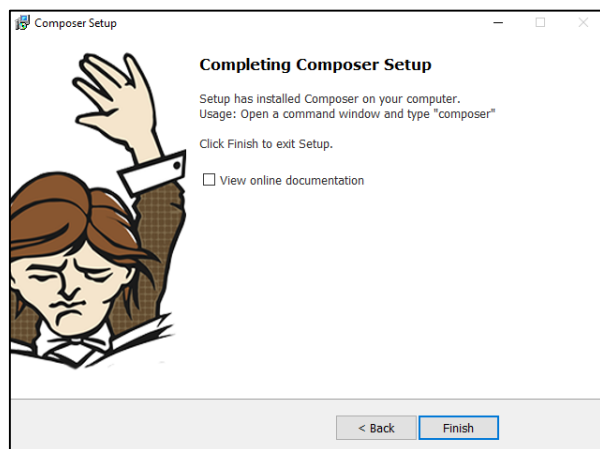 Composer Setup
Completing Composer Setup
Setup has installed Composer on your computer.
Usage: Open a command window and type "composer"
Click Finish to exit Setup.
View online documentation
< Back
Finish